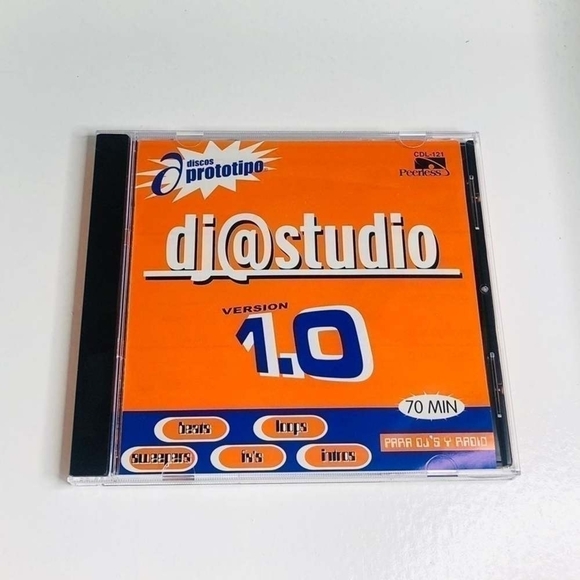 discos
prototipo
CDL-121
Peerless
dj@studio
VERSION
1.0
70 MIN
beats
loops
PARA DJ'S Y RADIO
sweepers
is's
intros